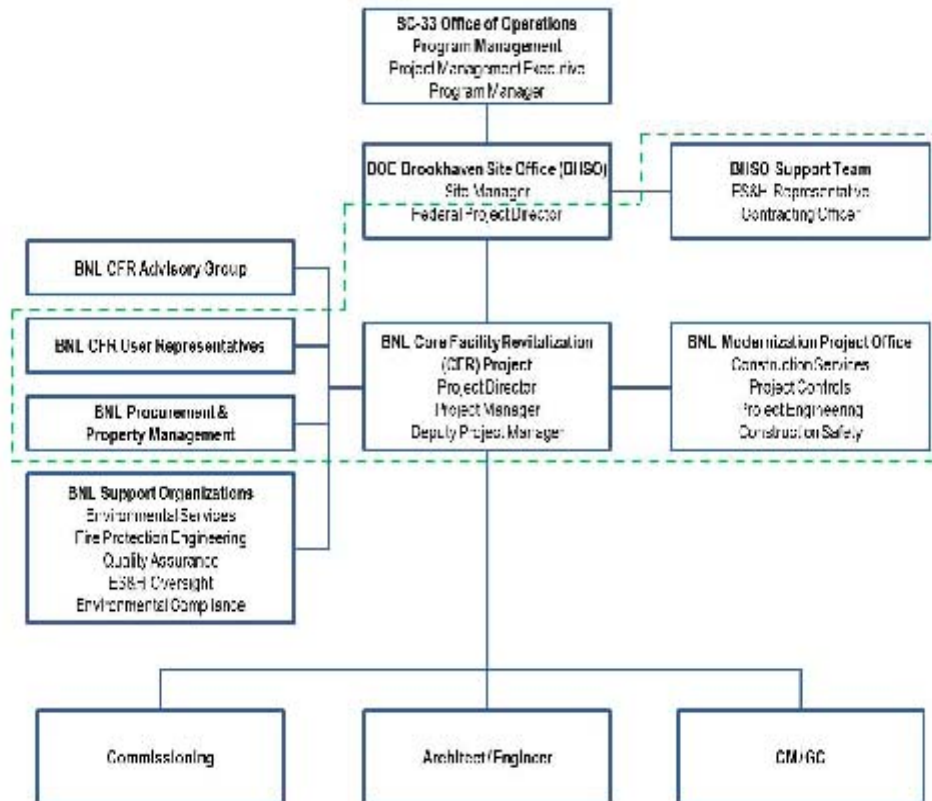 SC-33 Office of Operations
Program Management
Project Management Executive
Program Manager
DOE Brookhaven Site Office (BHSO)
Site Manager
Federal Project Director
BHSO Support Team
ES&H Representative
Contracting Officer
BNL CFR Advisory Group
BNL CFR User Representatives
BNL Procurement &
Property Management
BNL Support Organizations
Environmental Services
Fire Protection Engineering
Quality Assurance
ES&H Oversight
Environmental Compliance
BNL Core Facility Revitalization
(CFR) Project
Project Director
Project Manager
Deputy Project Manager
BNL Modernization Project Office
Construction Services
Project Controls
Project Engineering
Construction Safety
Commissioning
Architect/Engineer
CM/GC